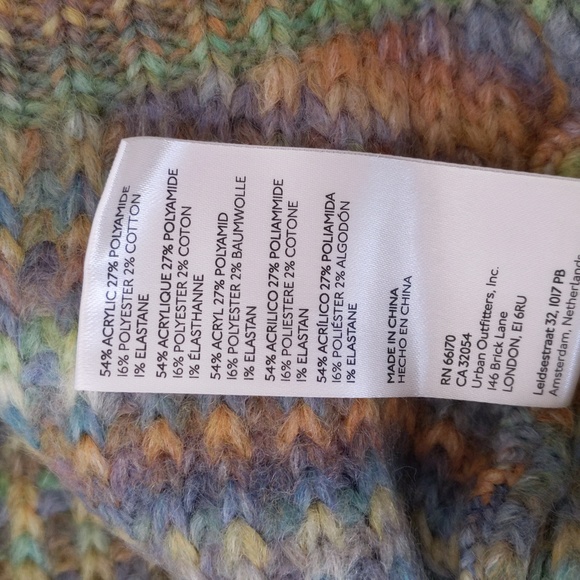 54% ACRYLIC 27% POLYAMIDE
16% POLYESTER 2% COTTON
1% ELASTANE
54% ACRYLIQUE 27% POLYAMIDE
16% POLYESTER 2% COTON
1% ÉLASTHANNE
54% ACRYL 27% POLYAMID
16% POLYESTER 2% BAUMWOLLE
1% ELASTAN
54% ACRILICO 27% POLIAMMIDE
16% POLIESTERE 2% COTONE
1% ELASTAN
54% ACRÍLICO 27% POLIAMIDA
16% POLIÉSTER 2% ALGODÓN
1% ELASTANE
MADE IN CHINA
HECHO EN CHINA
RN 66170
CA 32054
Urban Outfitters, Inc.
146 Brick Lane
LONDON, E1 6RU
Leidsestraat 32, 1017 PB
Amsterdam, Netherlands